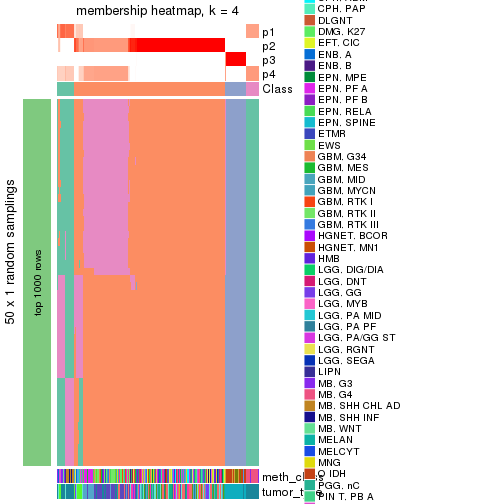 membership heatmap, k = 4
p1
p2
p3
p4
Class
50 x 1 random samplings
top 1000 rows
CPH. PAP
DLGNT
DMG. K27
EFT. CIC
ENB. A
ENB. B
EPN. MPE
EPN. PF A
EPN. PF B
EPN. RELA
EPN. SPINE
ETMR
EWS
GBM. G34
GBM. MES
GBM. MID
GBM. MYCN
GBM. RTK I
GBM. RTK II
GBM. RTK III
HGNET. BCOR
HGNET. MN1
HMB
LGG. DIG/DIA
LGG. DNT
LGG. GG
LGG. MYB
LGG. PA MID
LGG. PA PF
LGG. PA/GG ST
LGG. RGNT
LGG. SEGA
LIPN
MB. G3
MB. G4
MB. SHH CHL AD
MB. SHH INF
MB. WNT
MELAN
MELCYT
MNG
O IDH
PGG. nC
PIN T. PB A